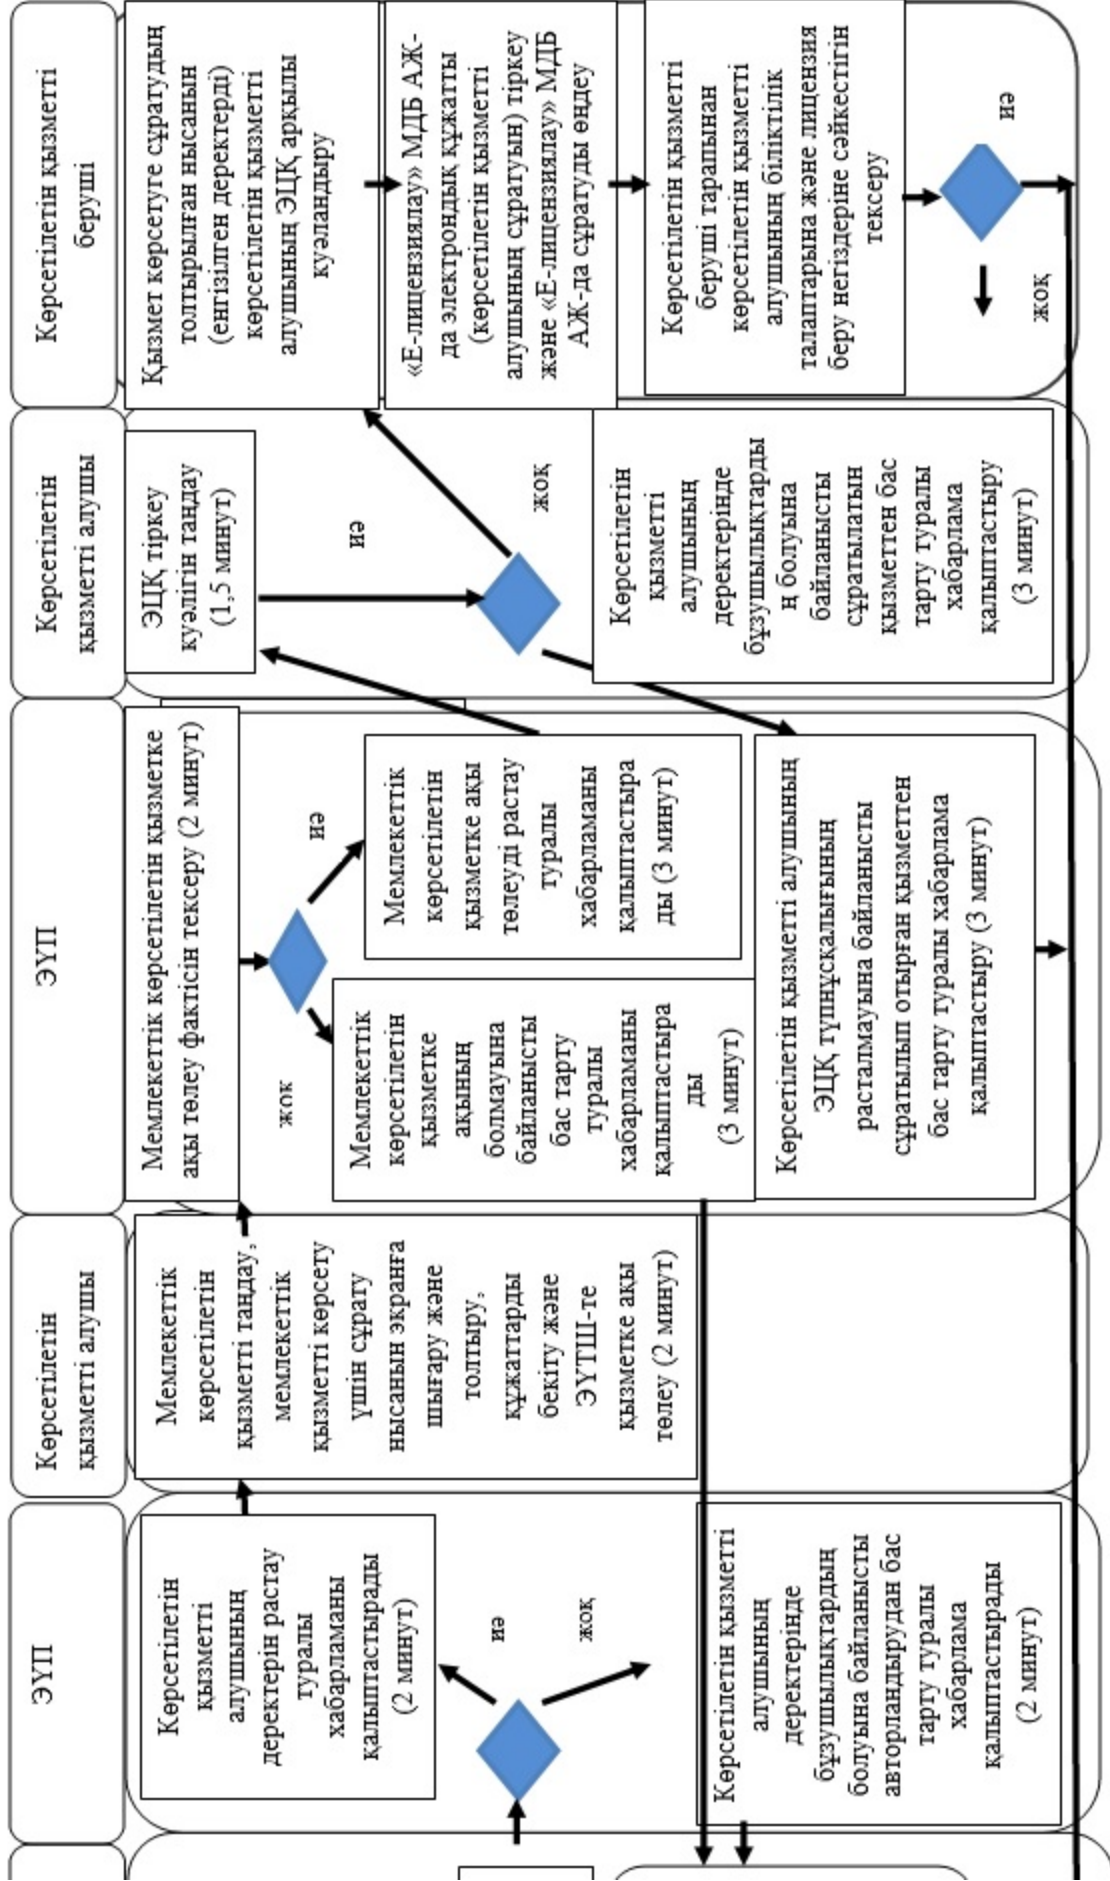 ЭҮП
Көрсетілетін
қызметті
алушының
деректерін растау
туралы
хабарламаны
қалыптастырады
(2 минут)
иә
жоқ
Көрсетілетін қызметті
алушының
деректерінде
бұзушылықтардың
болуына байланысты
авторландырудан бас
тарту туралы
хабарлама
қалыптастырады
(2 минут)
Көрсетілетін
қызметті алушы
Мемлекеттік
көрсетілетін
қызметті таңдау,
мемлекеттік
қызметті көрсету
үшін сұрату
нысанын экранға
шығару және
толтыру,
құжаттарды
бекіту және
ЭҮТШ-те
қызметке ақы
төлеу (2 минут)
ЭҮП
Мемлекеттік көрсетілетін қызметке
ақы төлеу фактісін тексеру (2 минут)
жок
иә
Мемлекеттік
көрсетілетін
қызметке
ақының
болмауына
байланысты
бас тарту
туралы
хабарламаны
қалыптастыра
ды
(3 минут)
Мемлекеттік
көрсетілетін
қызметке ақы
төлеуді растау
туралы
хабарламаны
қалыптастыра
ды (3 минут)
Көрсетілетін қызметті алушының
ЭЦҚ түпнұсқалығының
расталмауына байланысты
сұратылып отырған қызметтен
бас тарту туралы хабарлама
қалыптастыру (3 минут)
Көрсетілетін
қызметті алушы
ЭЦҚ тіркеу
куәлігін таңдау
(1,5 минут)
иә
жоқ
Көрсетілетін
қызметті
алушының
деректерінде
бұзушылықтарды
ң болуына
байланысты
сұратылатын
қызметтен бас
тарту туралы
хабарлама
қалыптастыру
(3 минут)
Көрсетілетін қызметті
беруші
Қызмет көрсетуге сұратудың
толтырылған нысанын
(енгізілген деректерді)
көрсетілетін қызметті
алушының ЭЦҚ арқылы
куәландыру
«Е-лицензиялау» МДБ АЖ-
да электрондық құжатты
(көрсетілетін қызметті
алушының сұратуын) тіркеу
және «Е-лицензиялау» МДБ
АЖ-да сұратуды өңдеу
Көрсетілетін қызметті
беруші тарапынан
көрсетілетін қызметті
алушының біліктілік
талаптарына және лицензия
беру негіздеріне сәйкестігін
тексеру
иә
жоқ